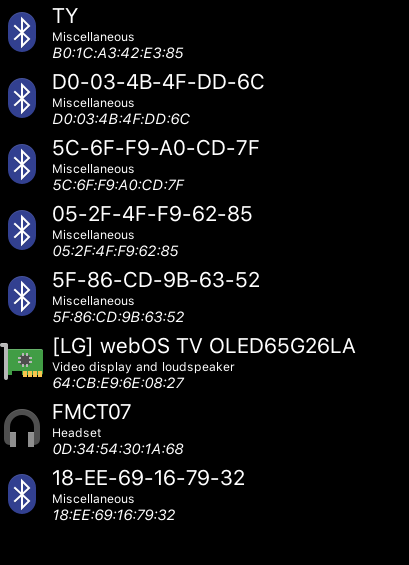 TY
Miscellaneous
B0:1C:A3:42:E3:85
D0-03-4B-4F-DD-6C
Miscellaneous
D0:03:4B:4F:DD:6C
5C-6F-F9-A0-CD-7F
Miscellaneous
5C:6F:F9:A0:CD:7F
05-2F-4F-F9-62-85
Miscellaneous
05:2F:4F:F9:62:85
5F-86-CD-9B-63-52
Miscellaneous
5F:86:CD:9B:63:52
[LG] webOS TV OLED65G26LA
Video display and loudspeaker
64:CB:E9:6E:08:27
FMCT07
Headset
0D:34:54:30:1A:68
18-EE-69-16-79-32
Miscellaneous
18:EE:69:16:79:32